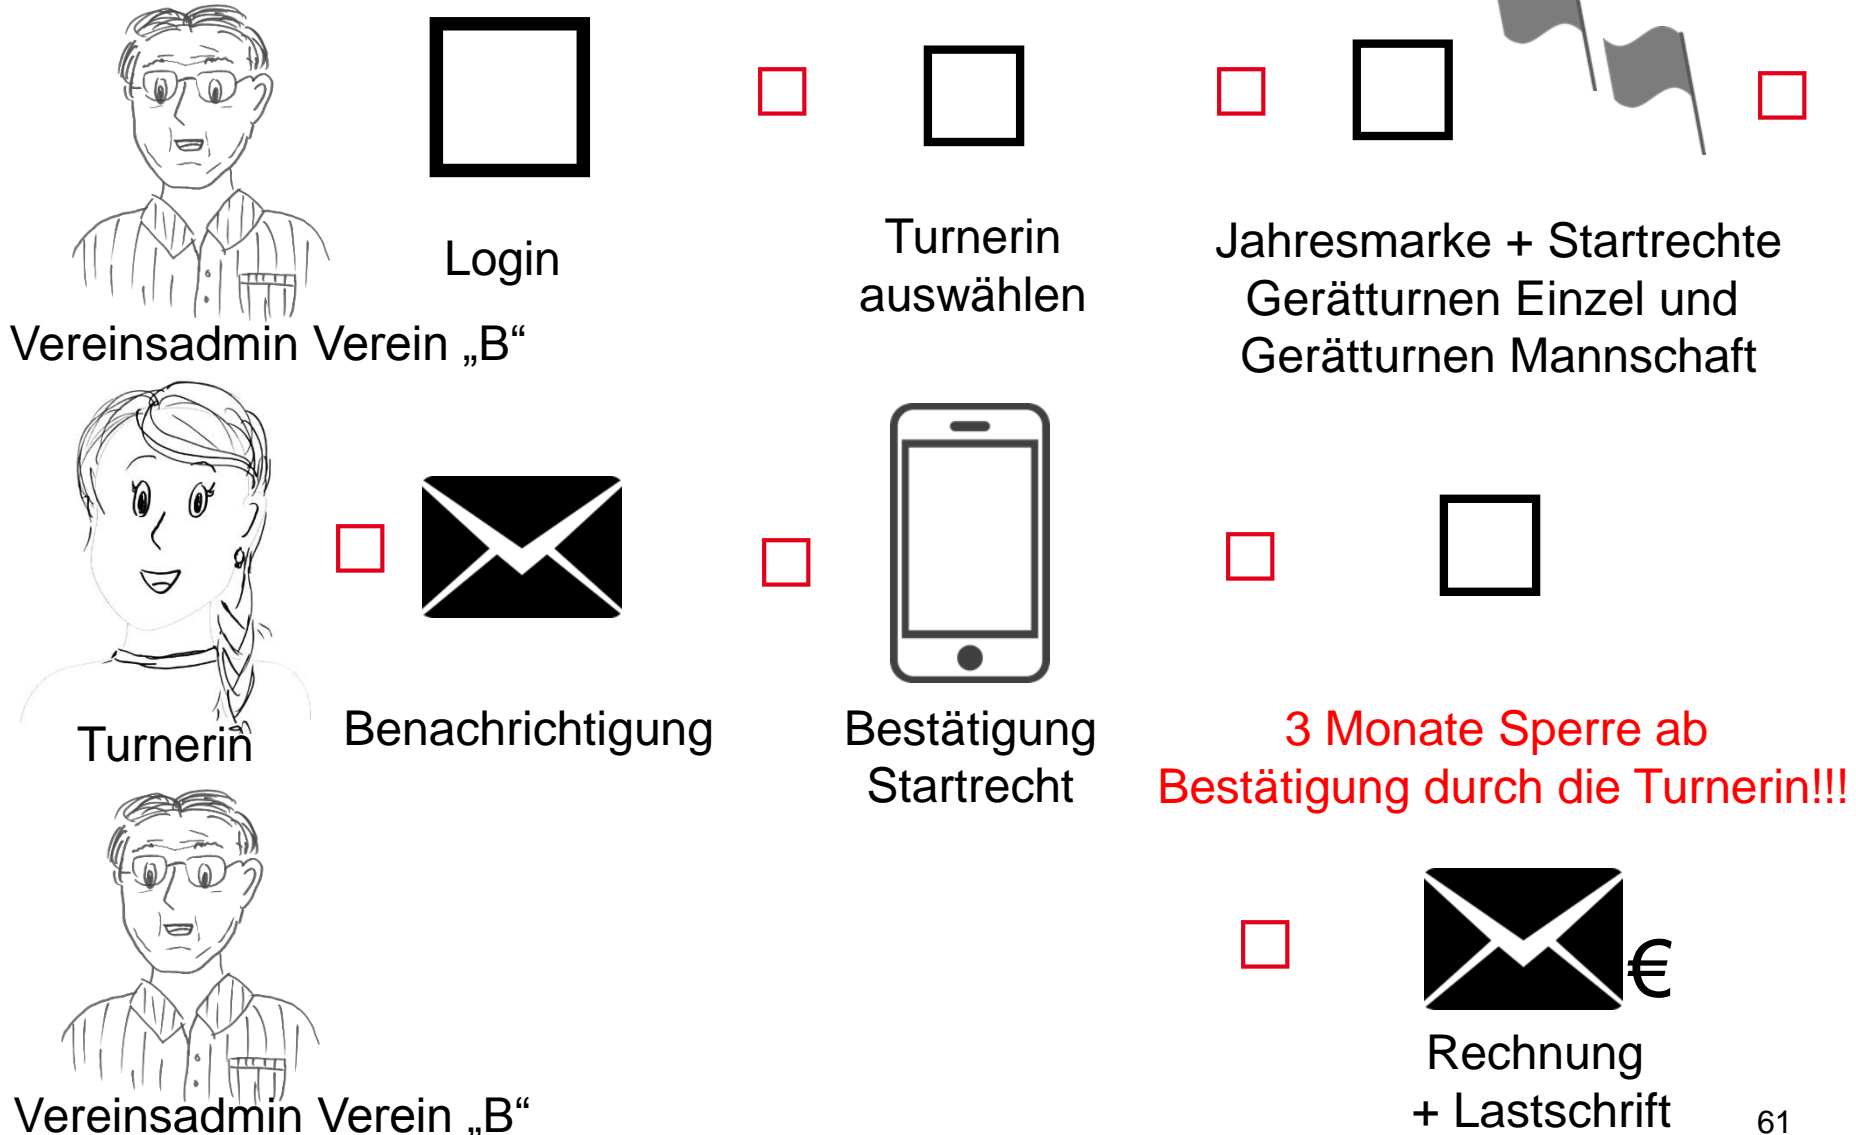 Login
Turnerin
auswählen
Jahresmarke + Startrechte
Gerätturnen Einzel und
Gerätturnen Mannschaft
Vereinsadmin Verein „B“
Turnerin
Benachrichtigung
Bestätigung
Startrecht
3 Monate Sperre ab
Bestätigung durch die Turnerin!!!
€
Rechnung
+ Lastschrift
Vereinsadmin Verein „B“
61